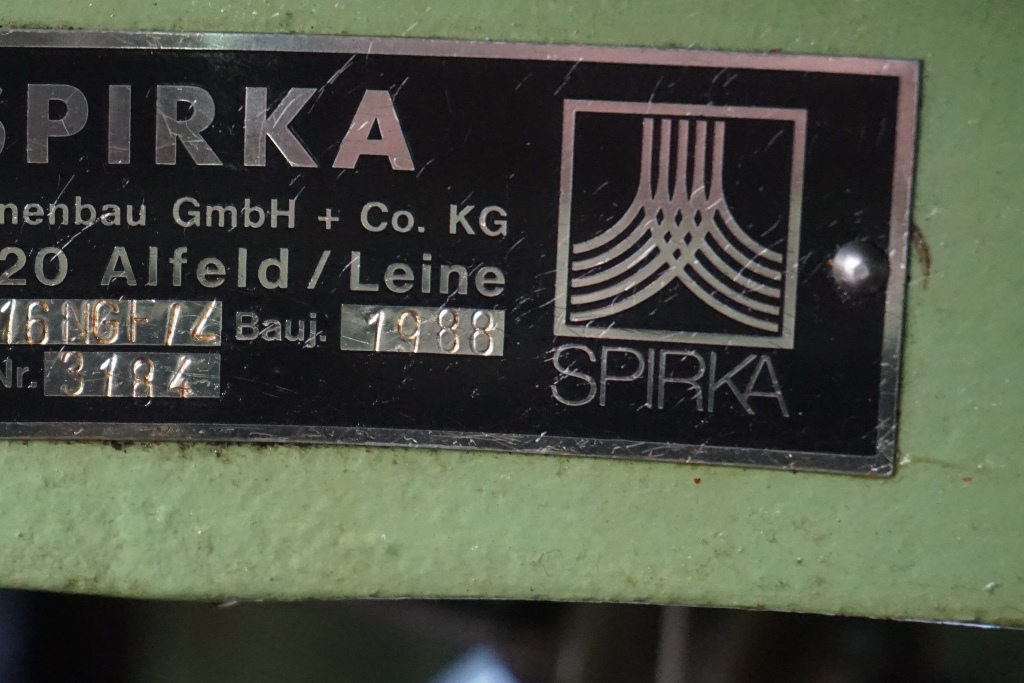 SPIRKA
nenbau GmbH + Co. KG
20 Alfeld / Leine
16NGF/4 Bauj. 1988
Nr. 3184
SPIRKA